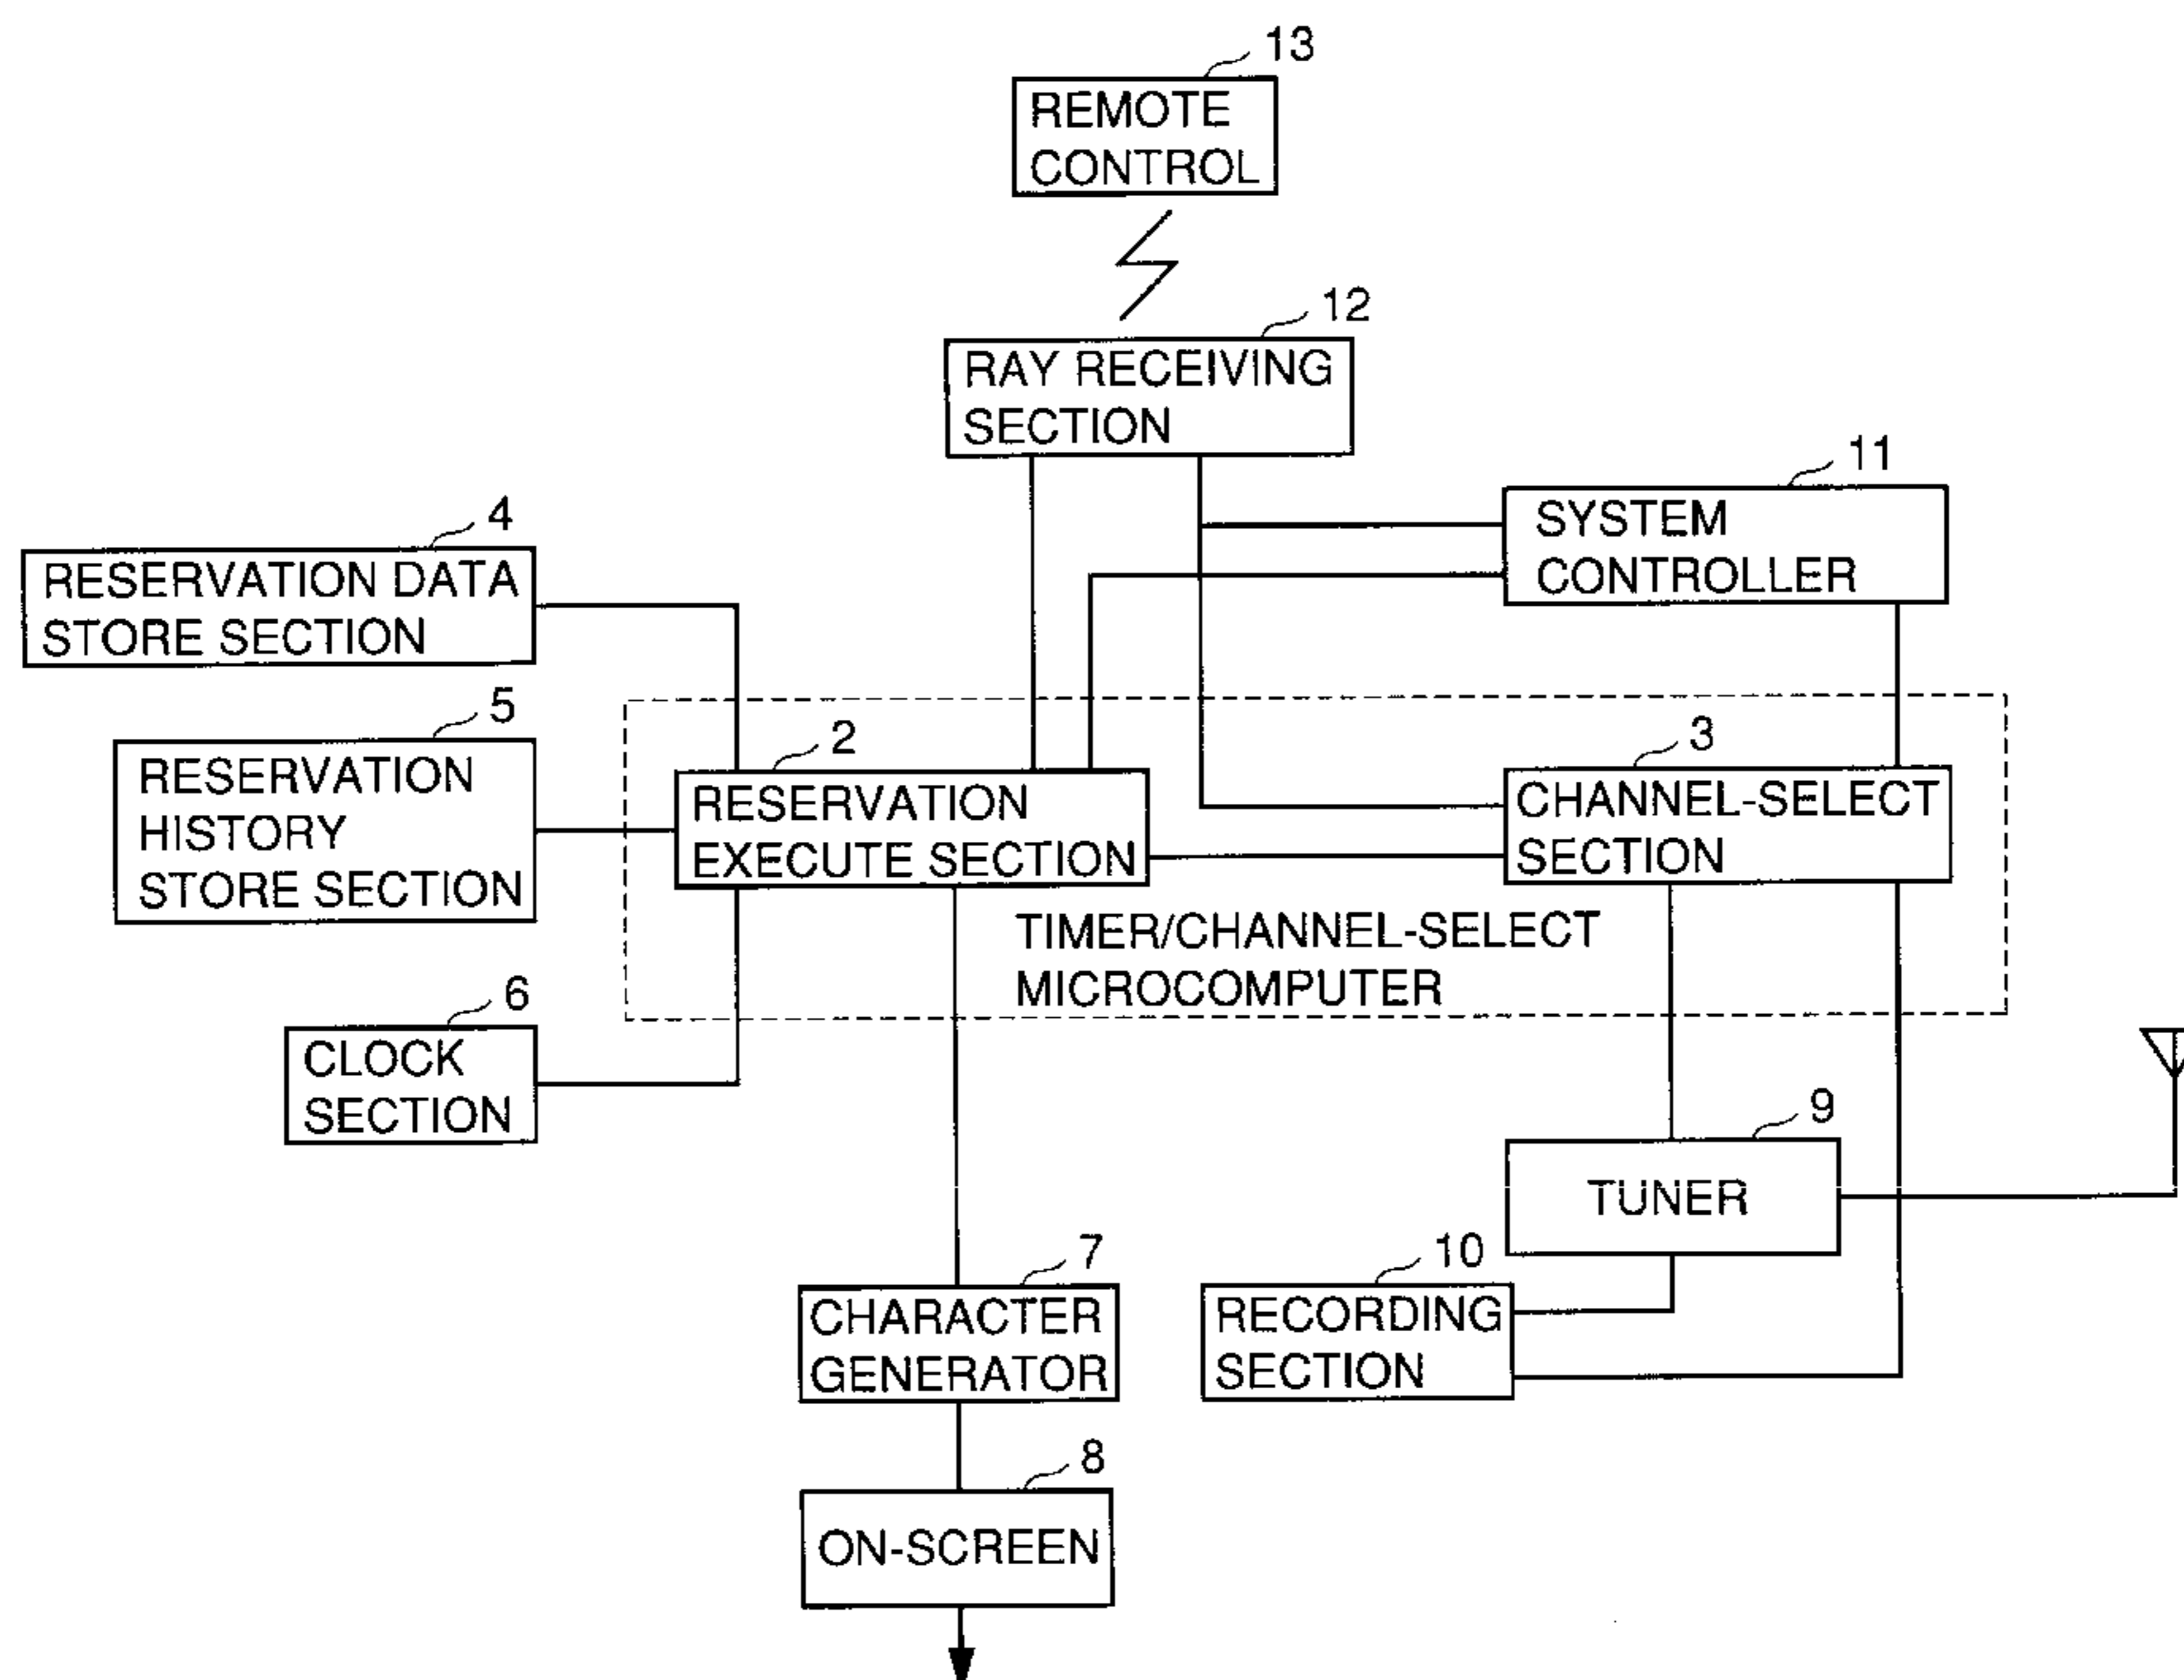 13
REMOTE
CONTROL
12
RAY RECEIVING
SECTION
11
SYSTEM
CONTROLLER
4
RESERVATION DATA
STORE SECTION
5
RESERVATION
HISTORY
STORE SECTION
2
RESERVATION
EXECUTE SECTION
3
CHANNEL-SELECT
SECTION
TIMER/CHANNEL-SELECT
MICROCOMPUTER
6
CLOCK
SECTION
9
TUNER
7
CHARACTER
GENERATOR
10
RECORDING
SECTION
8
ON-SCREEN